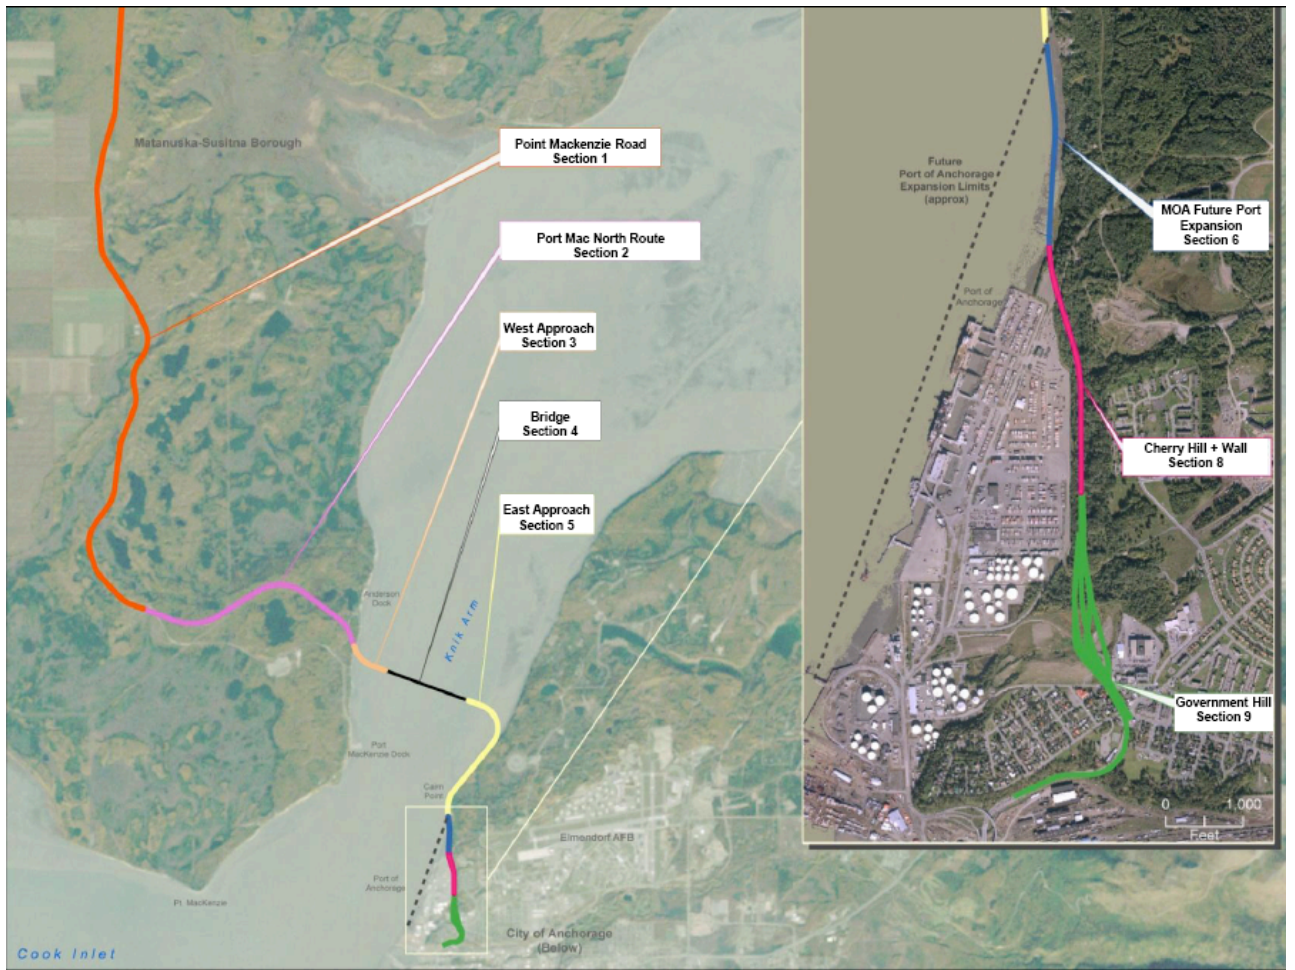 Matanuska-Susitna Borough
Point Mackenzie Road
Section 1
Port Mac North Route
Section 2
West Approach
Section 3
Bridge
Section 4
East Approach
Section 5
Anderson
Dock
Knik Arm
Port
MacKenzie Dock
Cairn
Point
Elmendorf AFB
Port of
Anchorage
Pt. MacKenzie
City of Anchorage
(Below)
Cook Inlet
Future
Port of Anchorage
Expansion Limits
(approx)
MOA Future Port
Expansion
Section 6
Port of
Anchorage
Cherry Hill + Wall
Section 8
Government Hill
Section 9
0 1,000
Feet